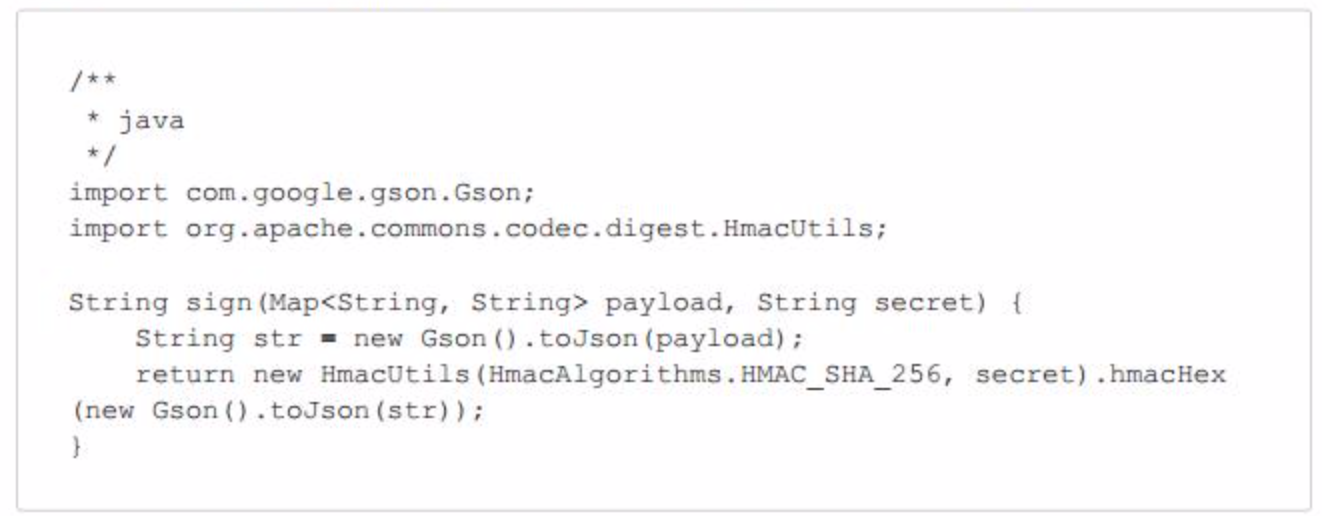 /**
 * java
 */
import com.google.gson.Gson;
import org.apache.commons.codec.digest.HmacUtils;

String sign(Map<String, String> payload, String secret) {
    String str = new Gson().toJson(payload);
    return new HmacUtils(HmacAlgorithms.HMAC_SHA_256, secret).hmacHex
(new Gson().toJson(str));
}